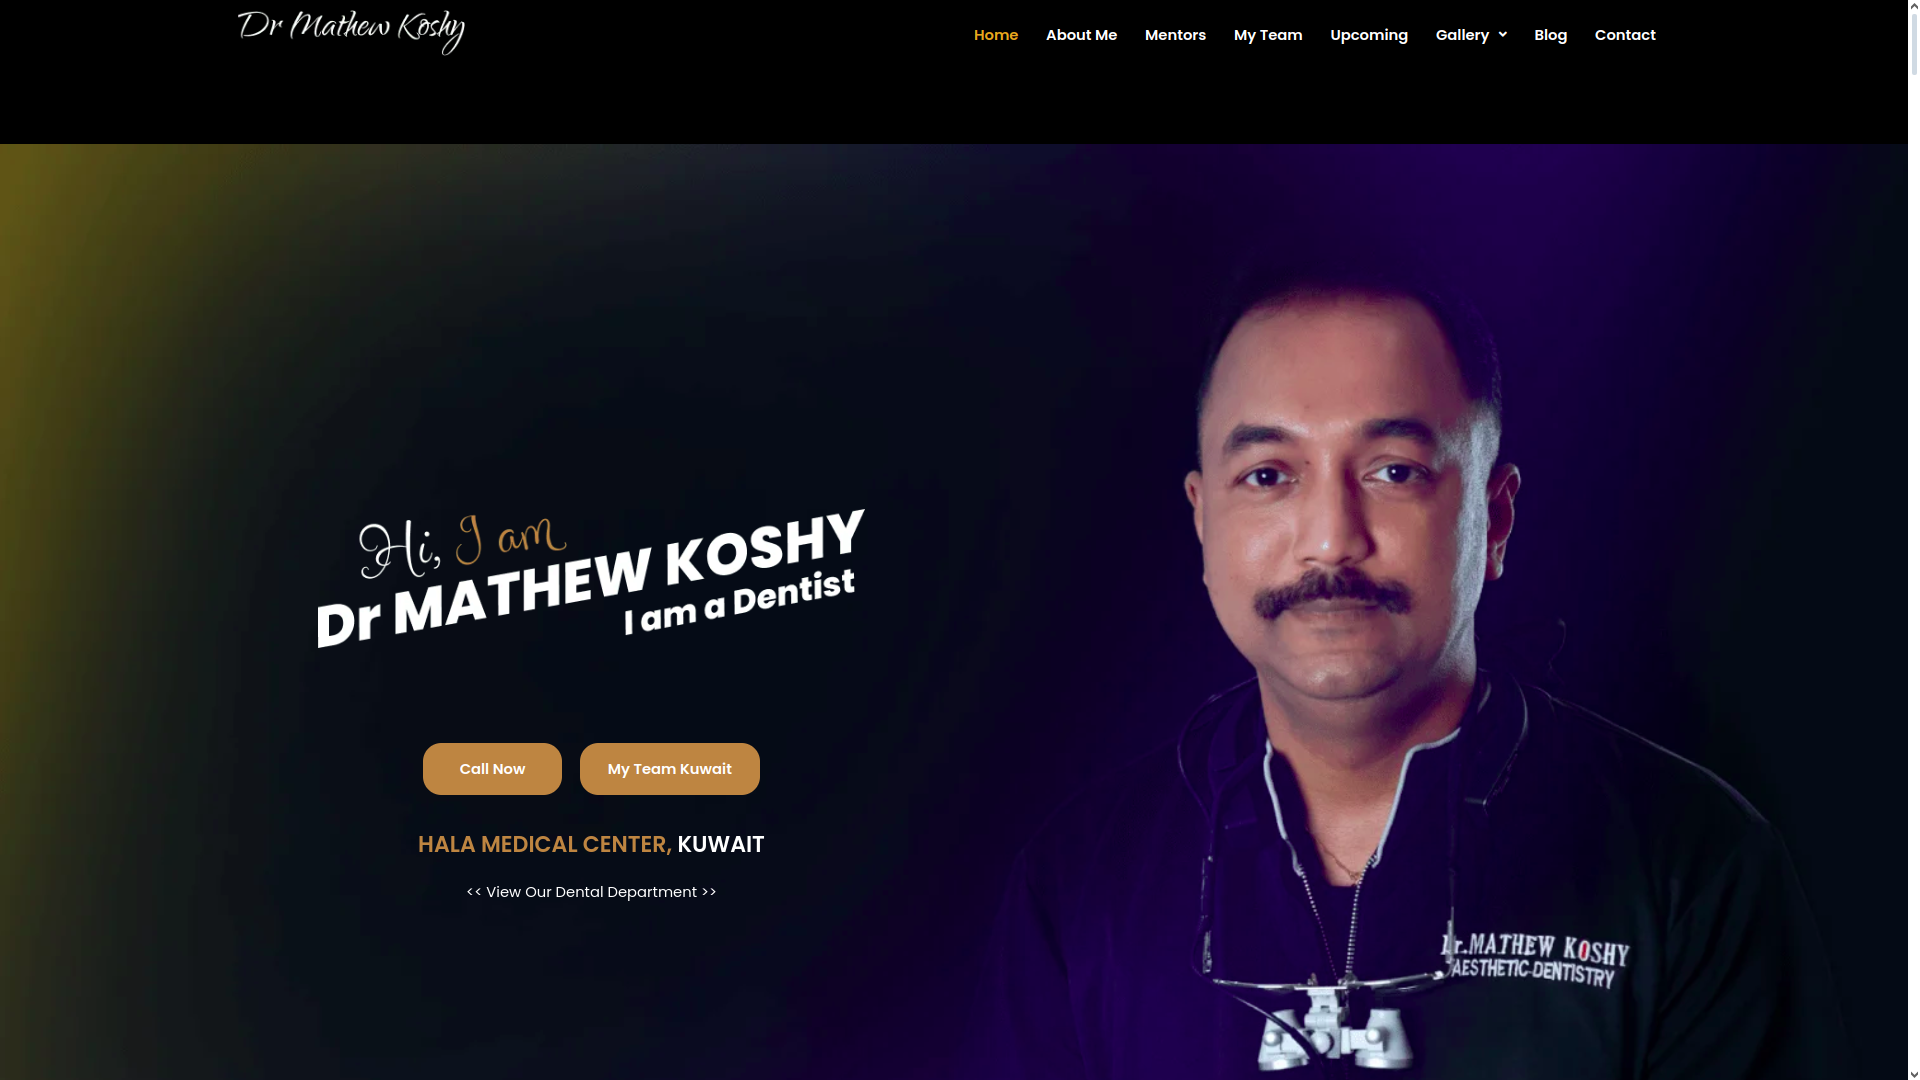 Dr Mathew Koshy
Home About Me Mentors My Team Upcoming Gallery Blog Contact
Hi, I am
Dr MATHEW KOSHY
I am a Dentist
Call Now My Team Kuwait
HALA MEDICAL CENTER, KUWAIT
<< View Our Dental Department >>
Dr.MATHEW KOSHY
AESTHETIC-DENTISTRY